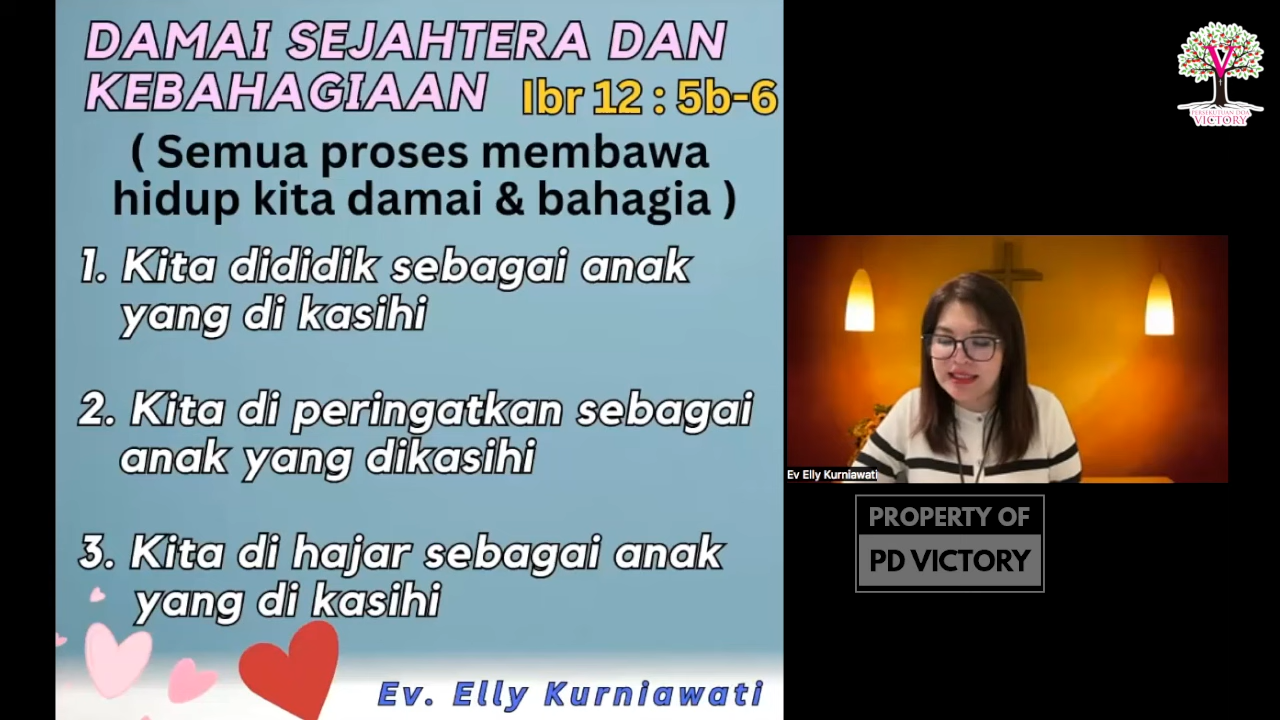 DAMAI SEJAHTERA DAN
KEBAHAGIAAN Ibr 12 : 5b-6
( Semua proses membawa
hidup kita damai & bahagia )
1. Kita dididik sebagai anak
yang di kasihi
2. Kita di peringatkan sebagai
anak yang dikasihi
3. Kita di hajar sebagai anak
yang di kasihi
Ev. Elly Kurniawati
V
PERSEKUTUAN DOA
VICTORY
Ev Elly Kurniawati
PROPERTY OF
PD VICTORY